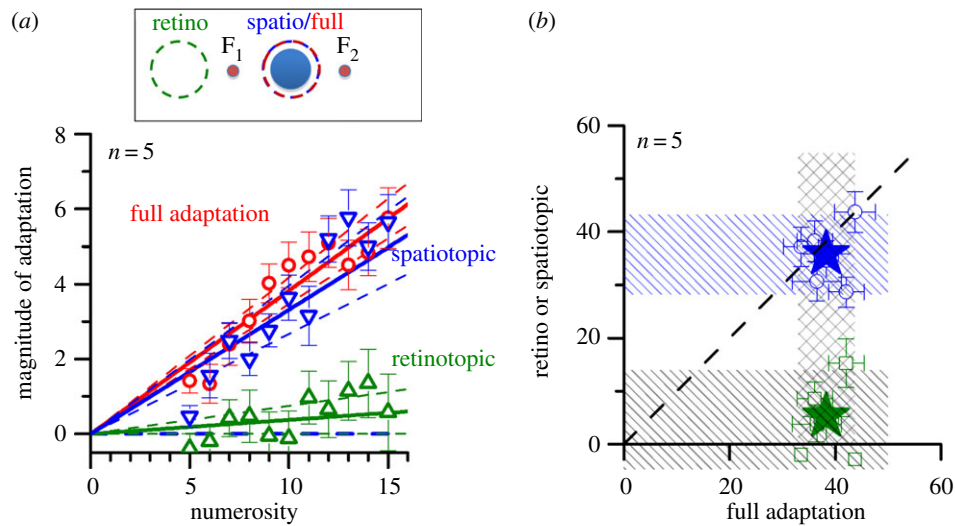 (a)
retino
spatio/full
F1
F2
8
6
4
2
0
n = 5
full adaptation
spatiotopic
retinotopic
magnitude of adaptation
0
5
10
15
numerosity
(b)
60
40
20
0
n = 5
retino or spatiotopic
0
20
40
60
full adaptation